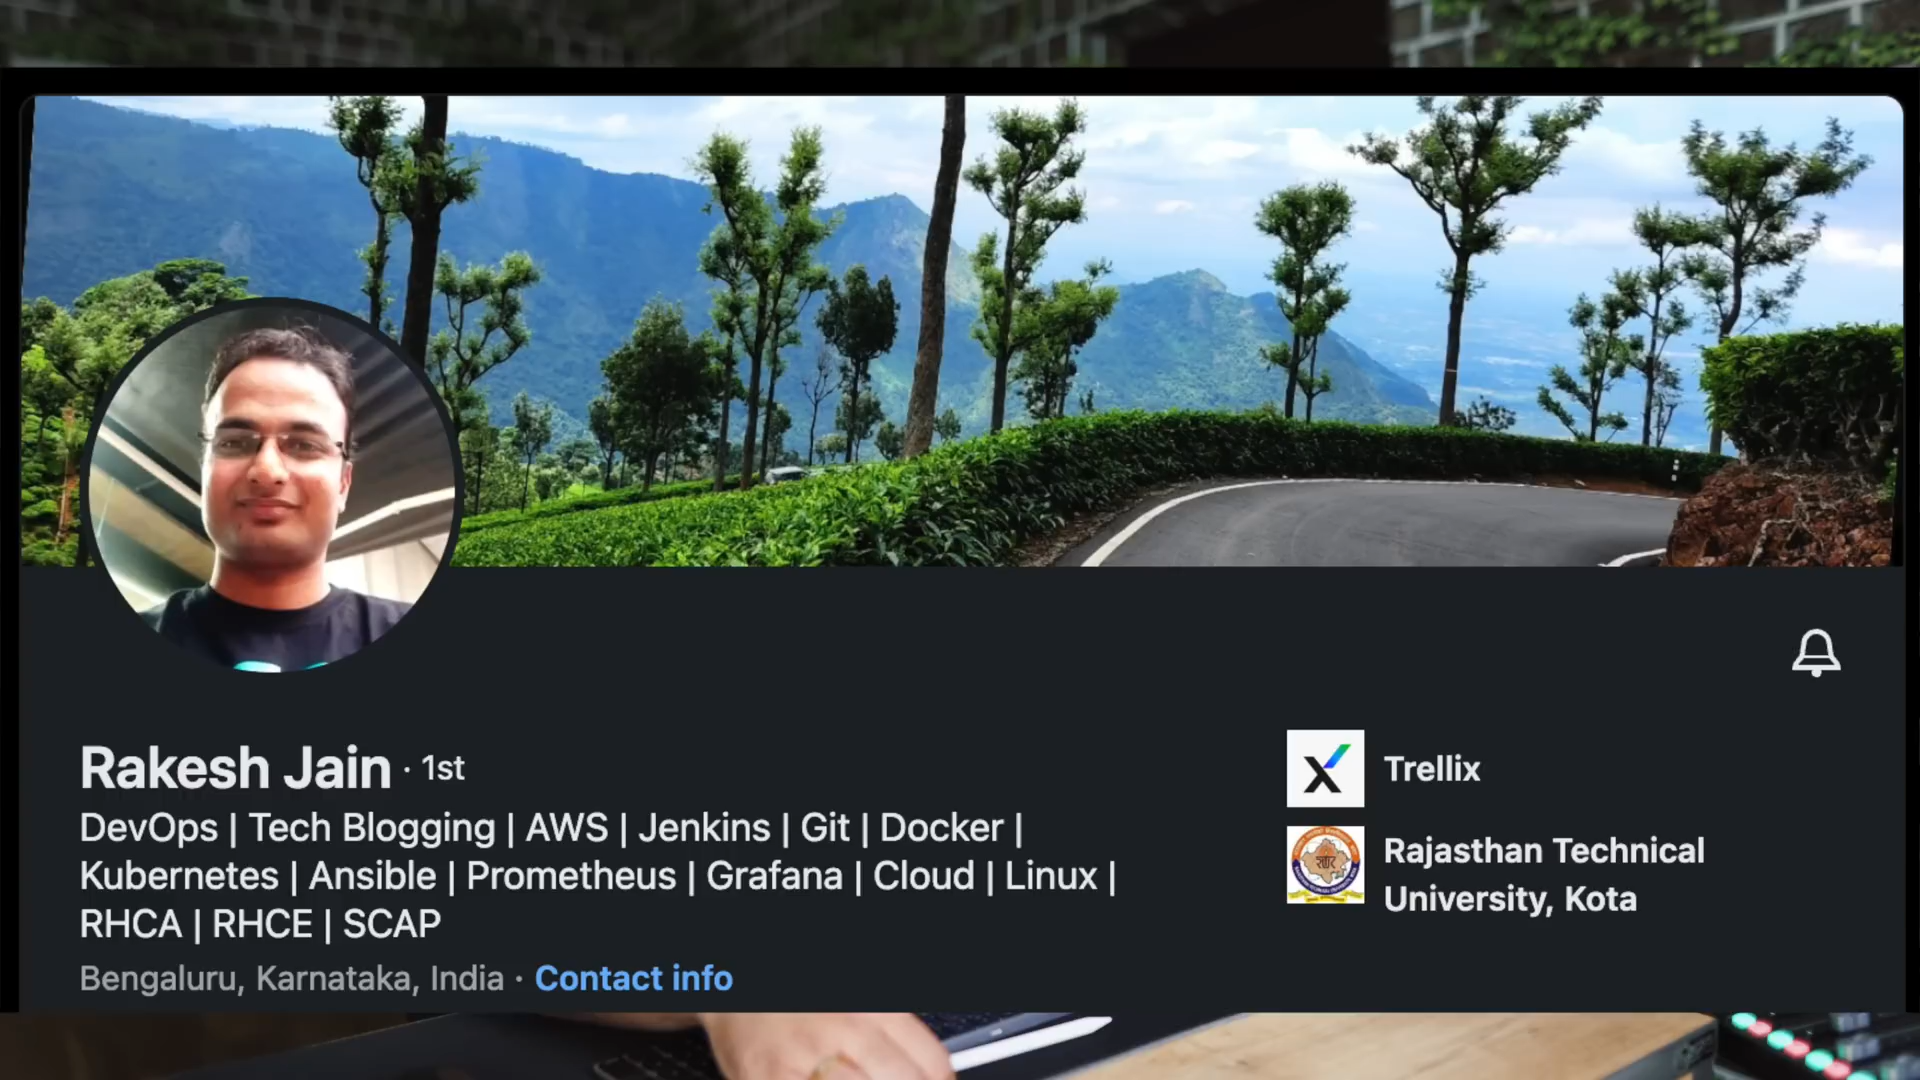 Rakesh Jain · 1st
DevOps | Tech Blogging | AWS | Jenkins | Git | Docker |
Kubernetes | Ansible | Prometheus | Grafana | Cloud | Linux |
RHCA | RHCE | SCAP
Bengaluru, Karnataka, India · Contact info
Trellix
Rajasthan Technical
University, Kota